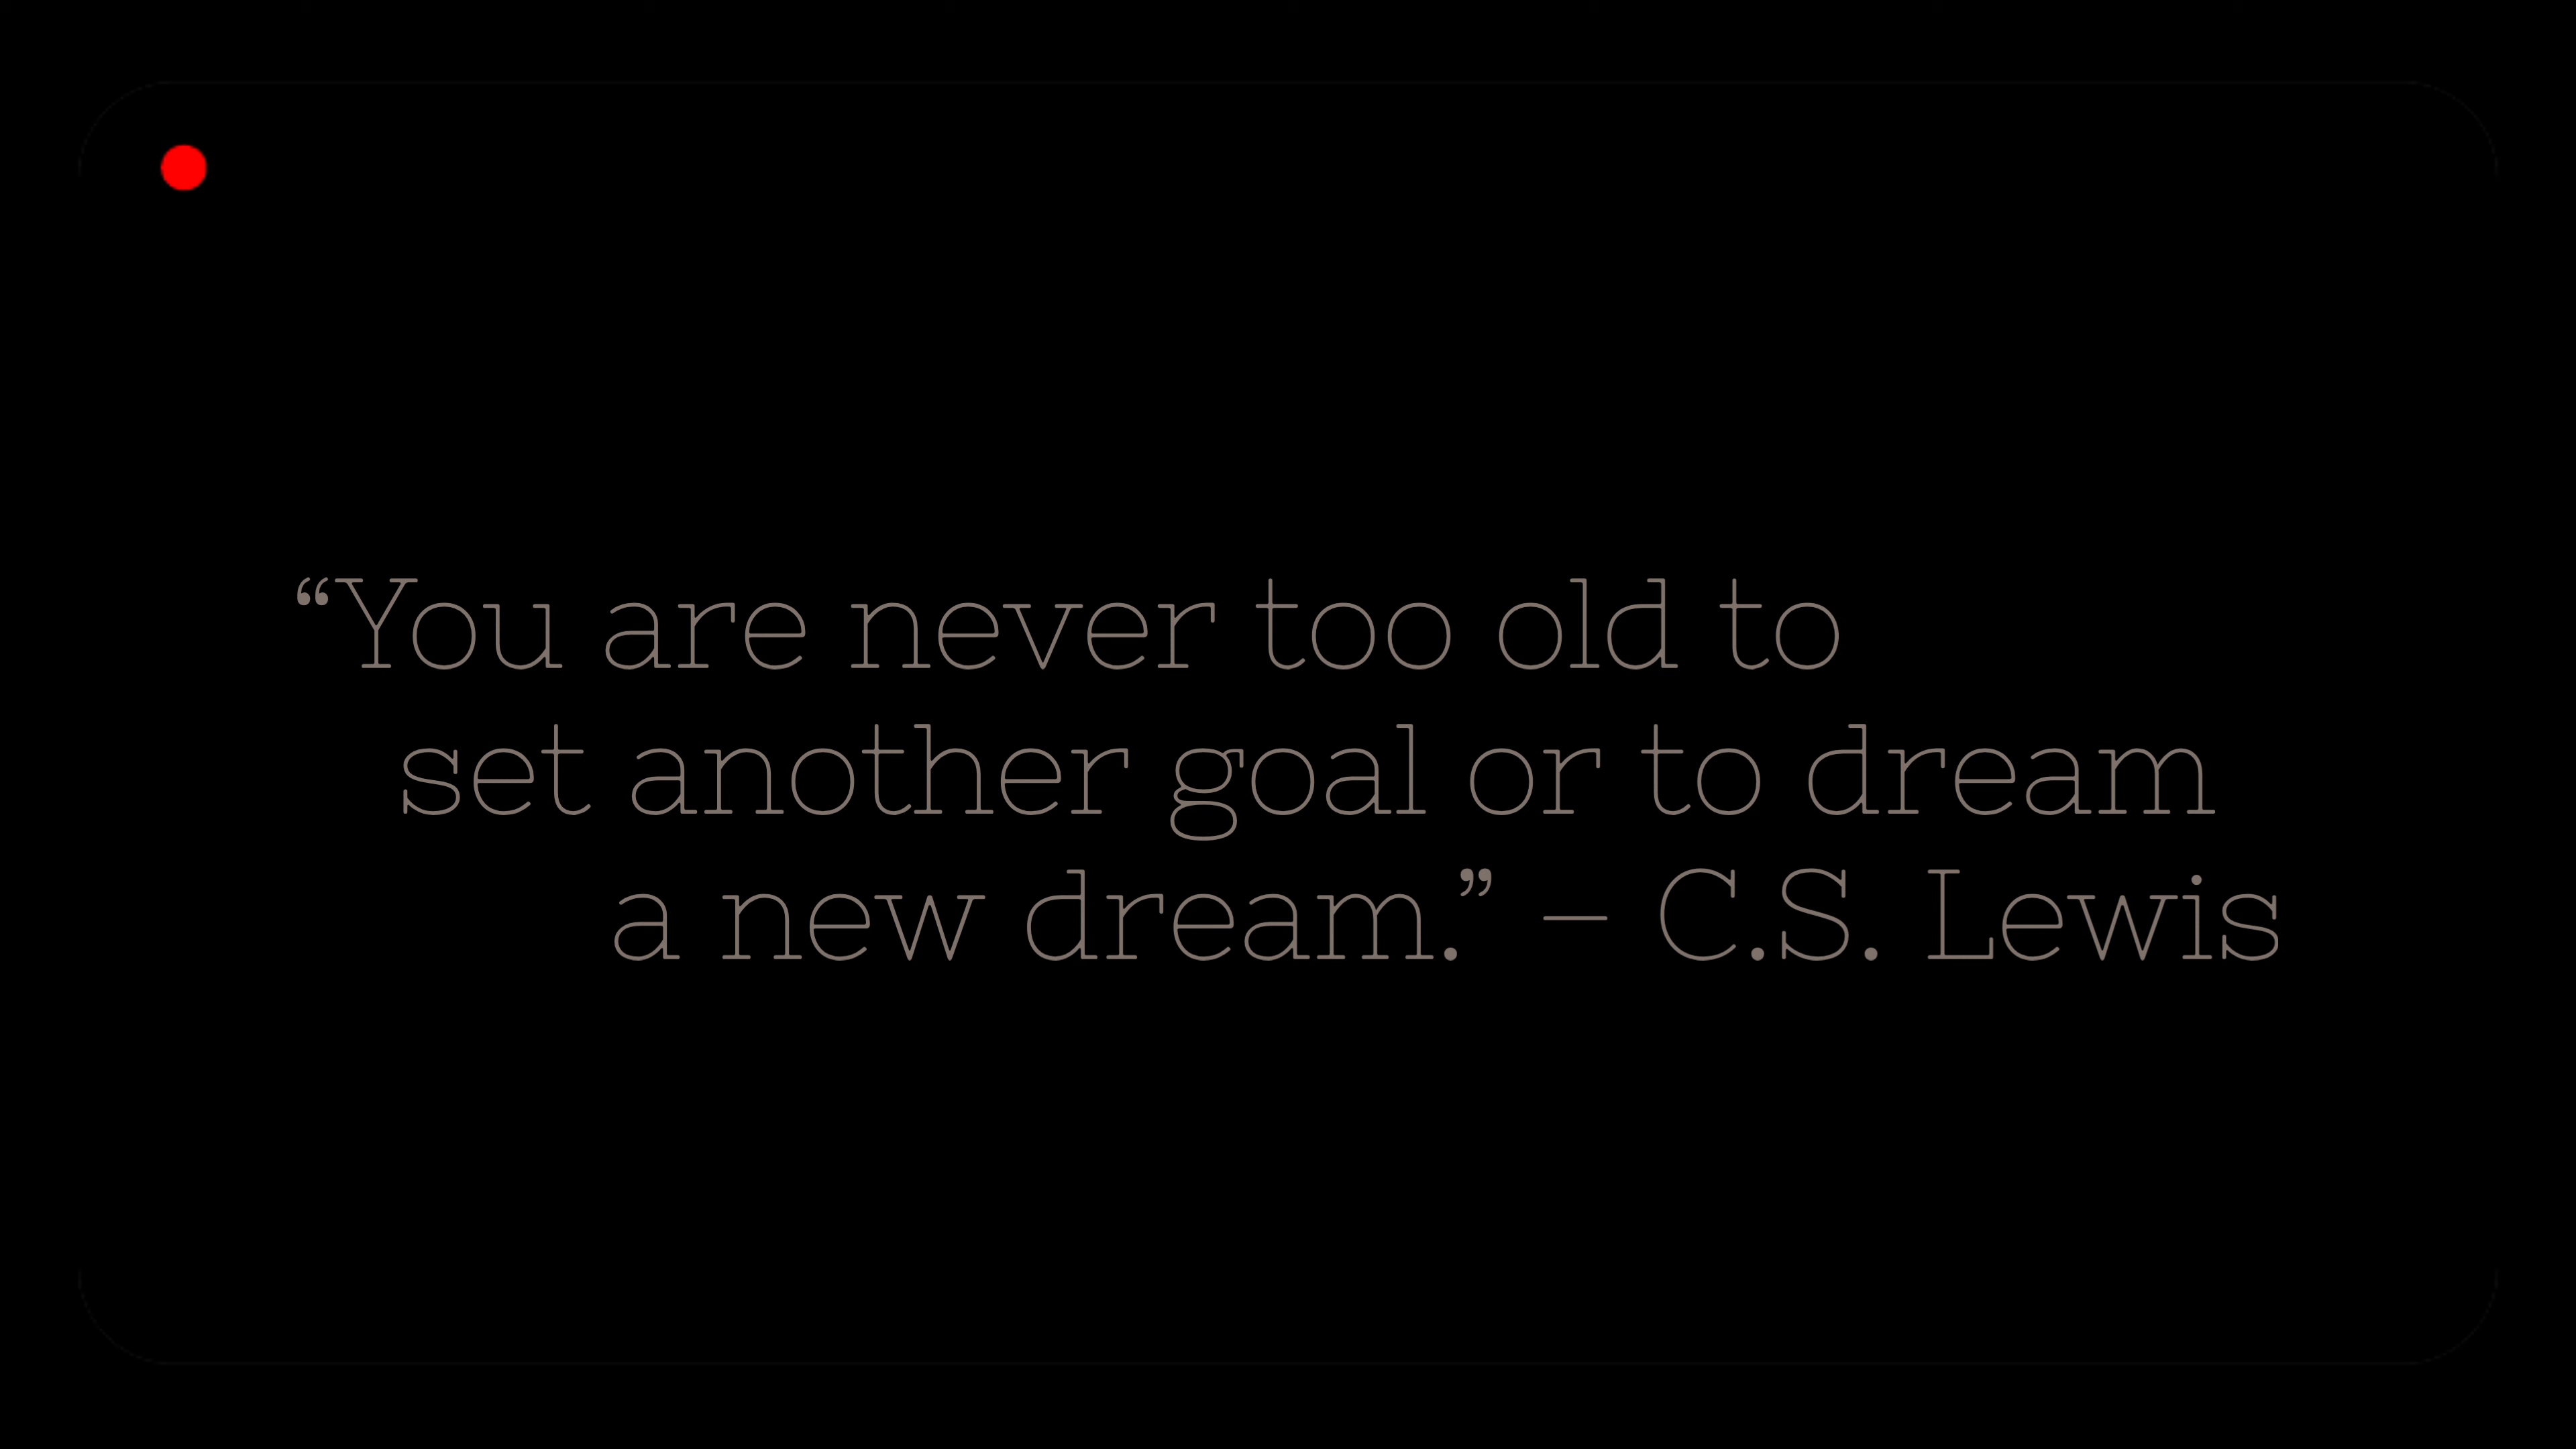 “You are never too old to
set another goal or to dream
a new dream.” – C.S. Lewis